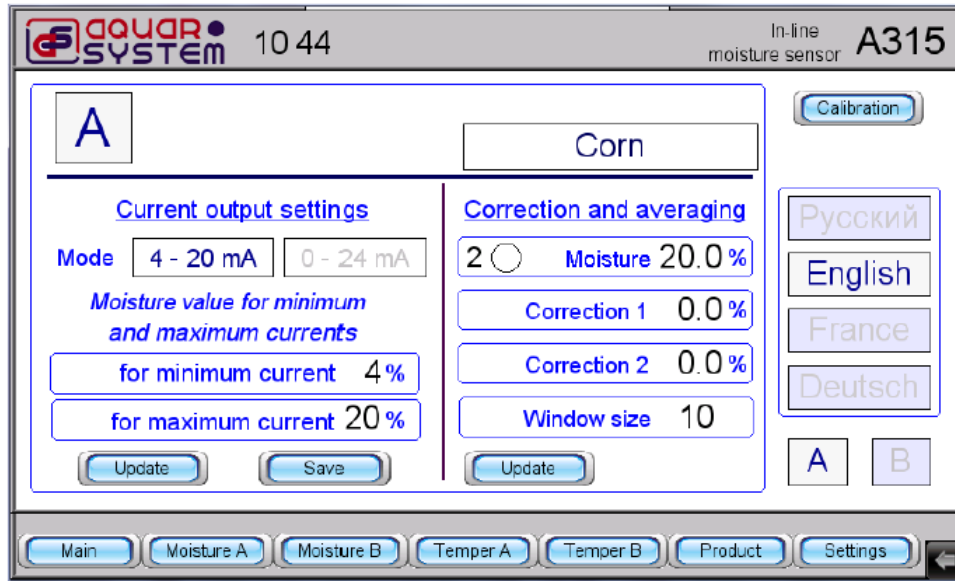 aquar system
10 44
In-line moisture sensor
A315
A
Corn
Calibration
Current output settings
Mode 4 - 20 mA 0 - 24 mA
Moisture value for minimum
and maximum currents
for minimum current 4 %
for maximum current 20 %
Update Save
Correction and averaging
2 Moisture 20.0 %
Correction 1 0.0 %
Correction 2 0.0 %
Window size 10
Update
Русский
English
France
Deutsch
A B
Main Moisture A Moisture B Temper A Temper B Product Settings